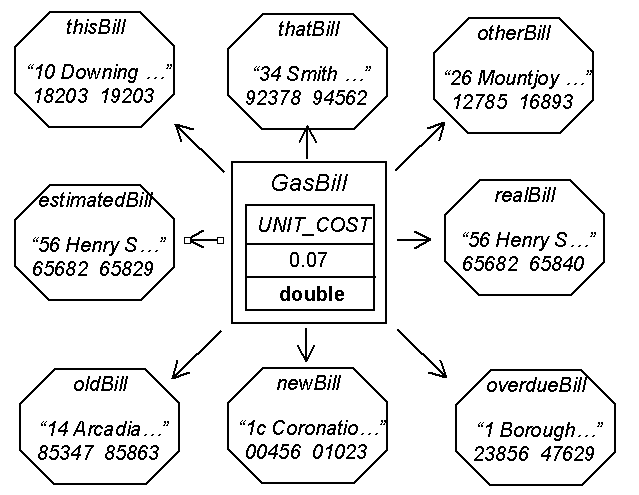 thisBill
“10 Downing …”
18203 19203
thatBill
“34 Smith …”
92378 94562
otherBill
“26 Mountjoy …”
12785 16893
estimatedBill
“56 Henry S…”
65682 65829
GasBill
UNIT_COST
0.07
double
realBill
“56 Henry S…”
65682 65840
oldBill
“14 Arcadia…”
85347 85863
newBill
“1c Coronatio…”
00456 01023
overdueBill
“1 Borough…”
23856 47629